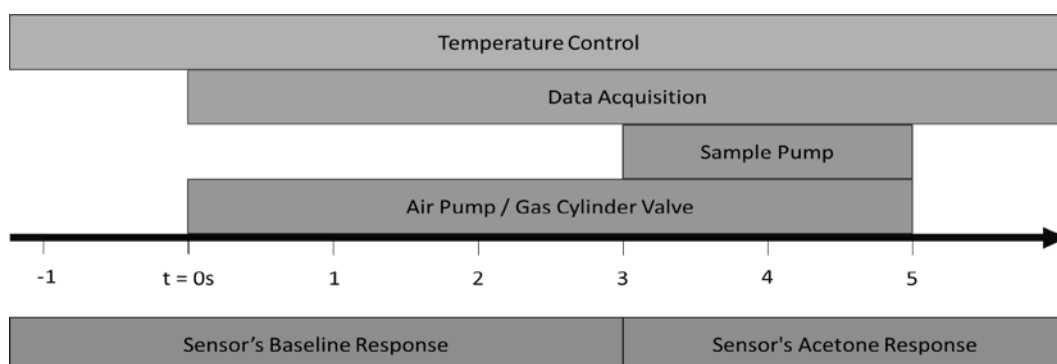 Temperature Control
Data Acquisition
Sample Pump
Air Pump / Gas Cylinder Valve
-1 t = 0s 1 2 3 4 5
Sensor’s Baseline Response Sensor's Acetone Response